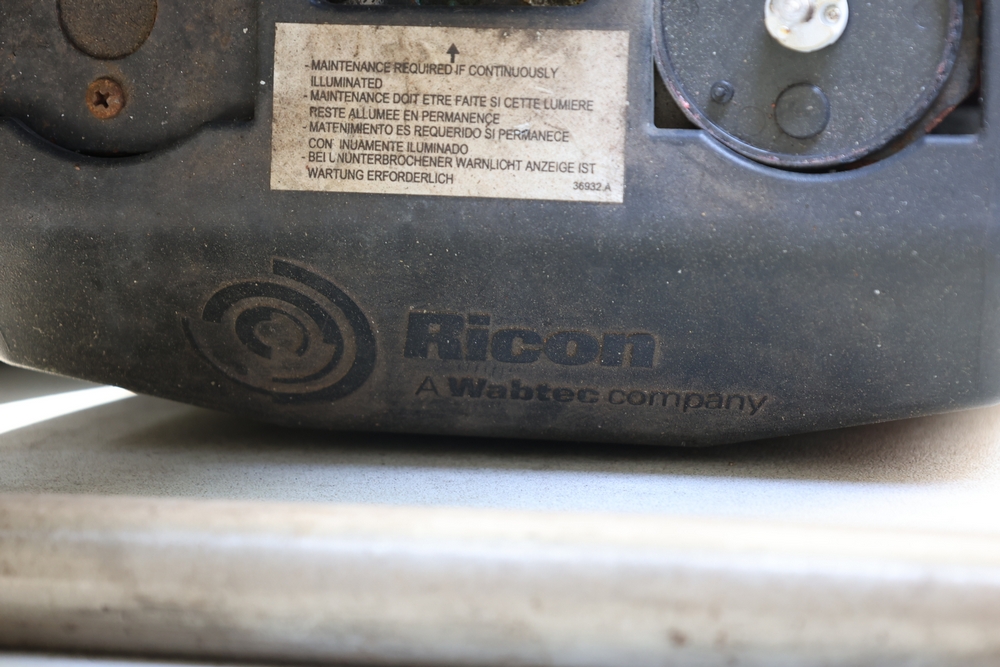 - MAINTENANCE REQUIRED IF CONTINUOUSLY
ILLUMINATED
- MAINTENANCE DOIT ETRE FAITE SI CETTE LUMIERE
RESTE ALLUMEE EN PERMANENCE
- MATENIMIENTO ES REQUERIDO SI PERMANECE
CON INUAMENTE ILUMINADO
- BEI UNUNTERBROCHENER WARNLICHT ANZEIGE IST
WARTUNG ERFORDERLICH
36932 A
Ricon
A Wabtec company